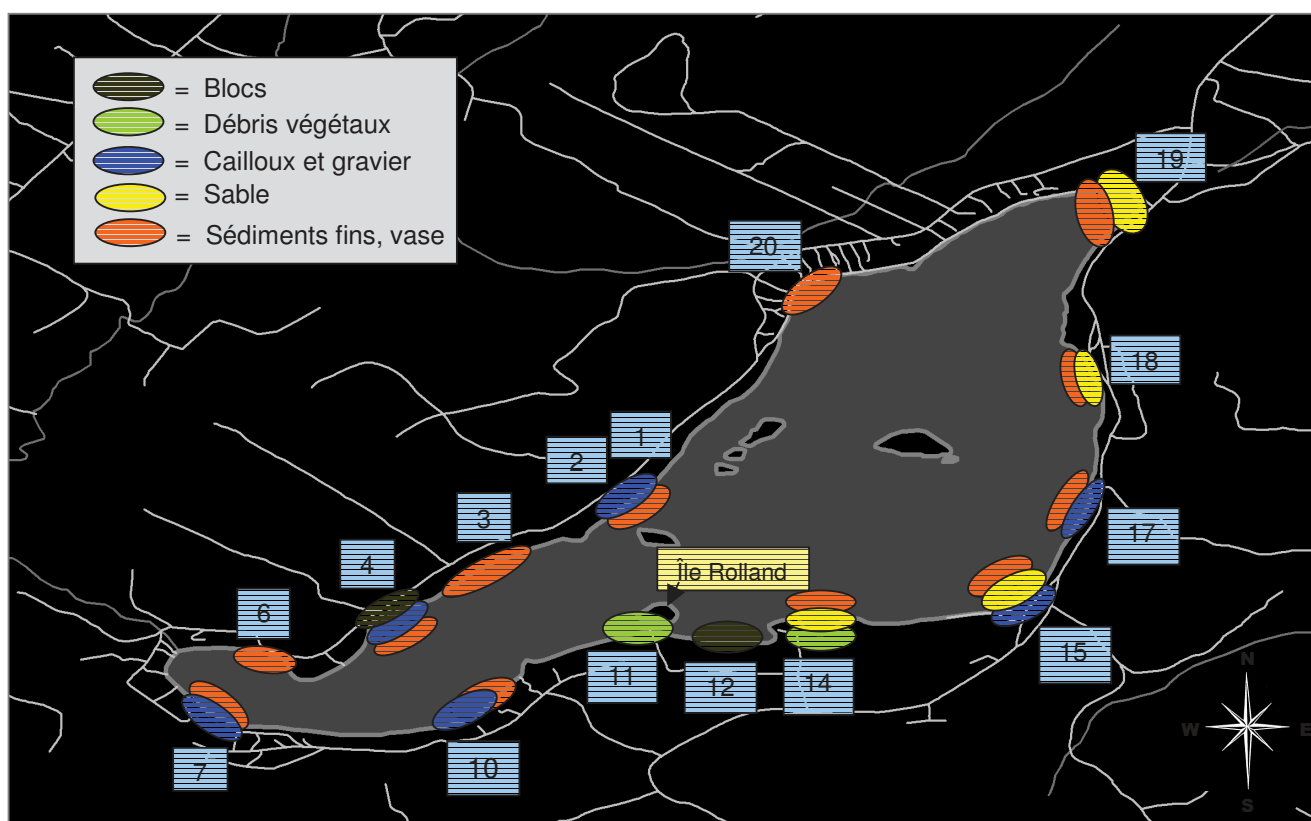 = Blocs
= Débris végétaux
= Cailloux et gravier
= Sable
= Sédiments fins, vase
19
20
18
1
2
3
17
4
Île Rolland
6
15
11
12
14
7
10
N
W
E
S